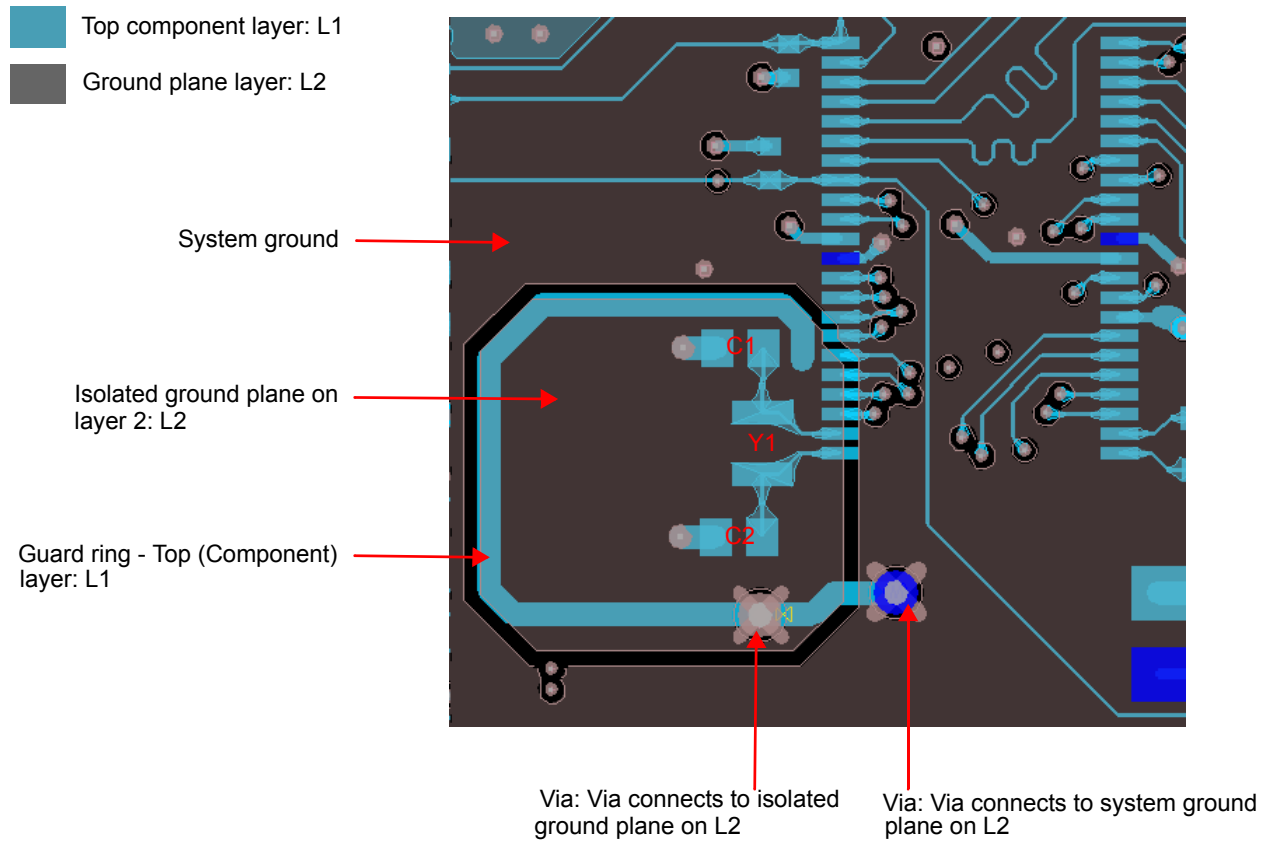 Top component layer: L1
Ground plane layer: L2
System ground
C1
Isolated ground plane on
layer 2: L2
Y1
C2
Guard ring - Top (Component)
layer: L1
Via: Via connects to isolated
ground plane on L2
Via: Via connects to system ground
plane on L2